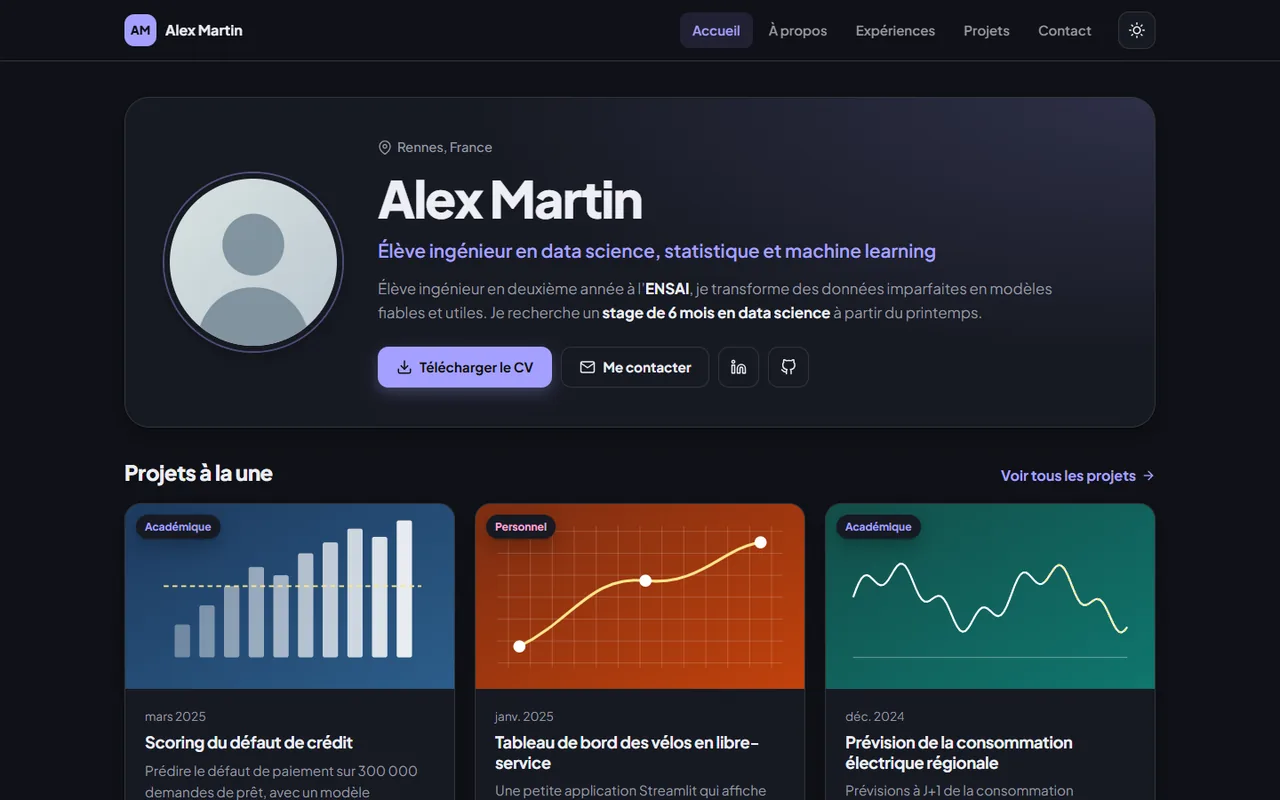 AM
Alex Martin
Accueil
À propos
Expériences
Projets
Contact
Rennes, France
Alex Martin
Élève ingénieur en data science, statistique et machine learning
Élève ingénieur en deuxième année à l'ENSAI, je transforme des données imparfaites en modèles
fiables et utiles. Je recherche un stage de 6 mois en data science à partir du printemps.
Télécharger le CV
Me contacter
Projets à la une
Voir tous les projets →
Académique
mars 2025
Scoring du défaut de crédit
Prédire le défaut de paiement sur 300 000
demandes de prêt, avec un modèle
Personnel
janv. 2025
Tableau de bord des vélos en libre-
service
Une petite application Streamlit qui affiche
Académique
déc. 2024
Prévision de la consommation
électrique régionale
Prévisions à J+1 de la consommation